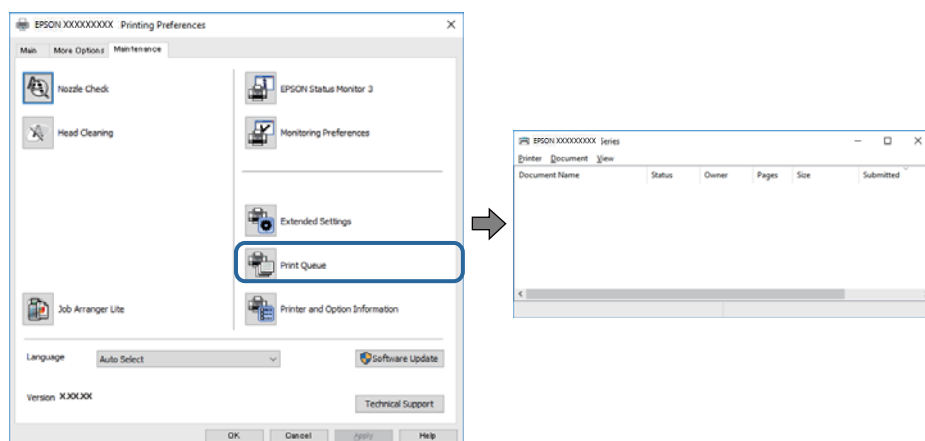 EPSON XXXXXXXXX Printing Preferences
Main More Options Maintenance
Nozzle Check
EPSON Status Monitor 3
Head Cleaning
Monitoring Preferences
Extended Settings
Print Queue
Job Arranger Lite
Printer and Option Information
Language Auto Select Software Update
Version X.XX.XX
Technical Support
OK Cancel Apply Help
EPSON XXXXXXXXX Series
Printer Document View
Document Name Status Owner Pages Size Submitted